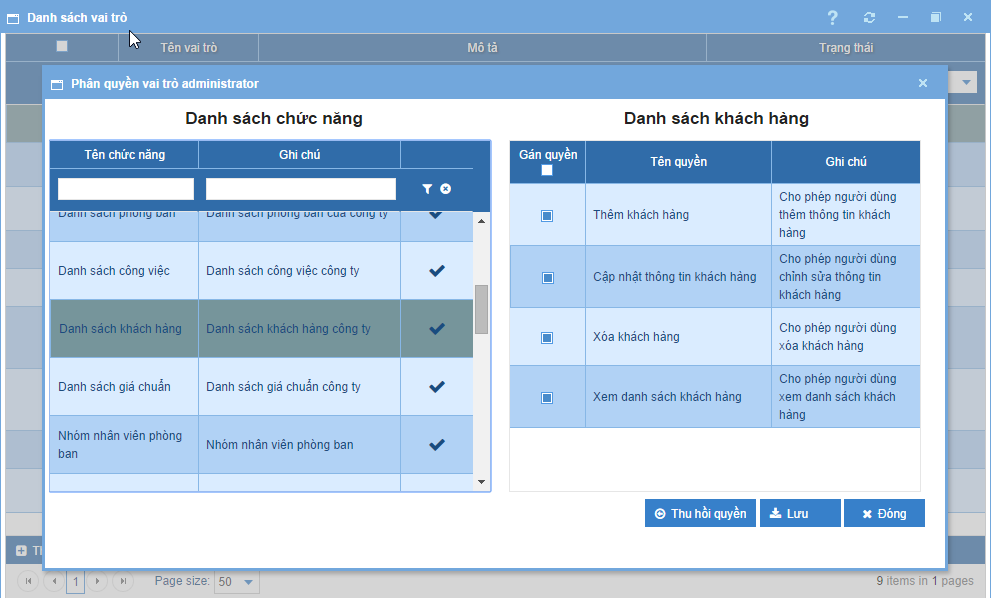 Danh sách vai trò
Tên vai trò
Mô tả
Trạng thái
Phân quyền vai trò administrator
Danh sách chức năng
Tên chức năng
Ghi chú
Danh sách phòng ban
Danh sách phòng ban của công ty
Danh sách công việc
Danh sách công việc công ty
Danh sách khách hàng
Danh sách khách hàng công ty
Danh sách giá chuẩn
Danh sách giá chuẩn công ty
Nhóm nhân viên phòng
ban
Nhóm nhân viên phòng ban
Danh sách khách hàng
Gán quyền
Tên quyền
Ghi chú
Thêm khách hàng
Cho phép người dùng
thêm thông tin khách
hàng
Cập nhật thông tin khách hàng
Cho phép người dùng
chỉnh sửa thông tin
khách hàng
Xóa khách hàng
Cho phép người dùng
xóa khách hàng
Xem danh sách khách hàng
Cho phép người dùng
xem danh sách khách
hàng
Thu hồi quyền
Lưu
Đóng
1
Page size: 50
9 items in 1 pages